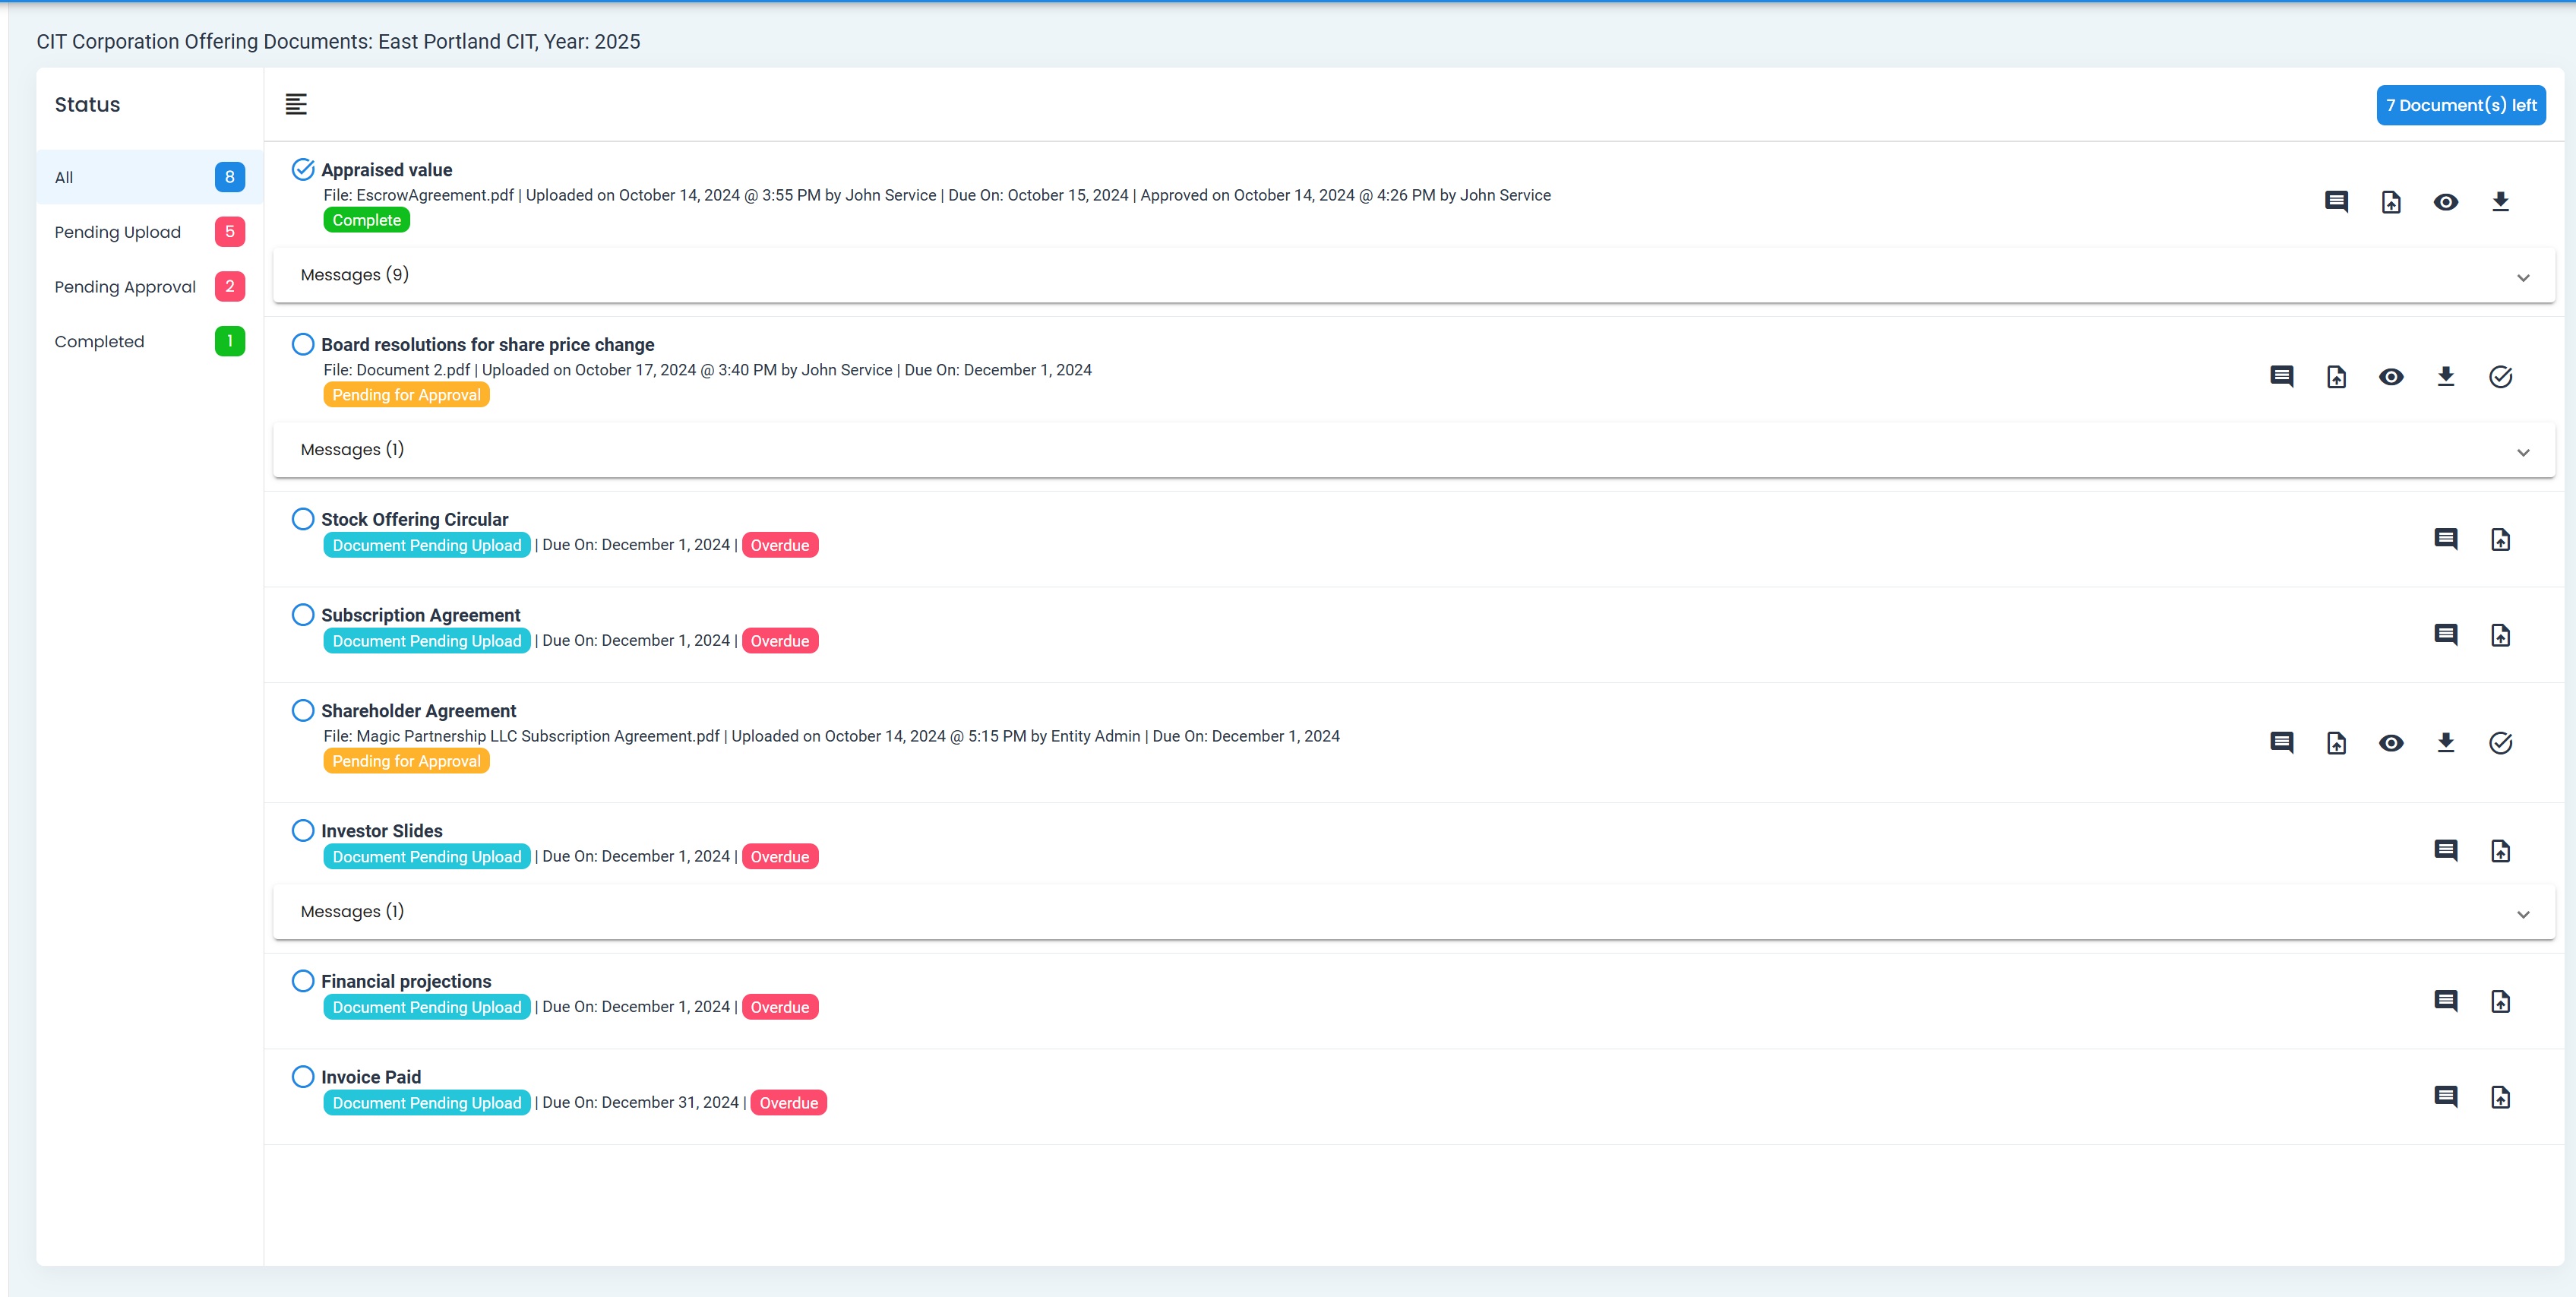 CIT Corporation Offering Documents: East Portland CIT, Year: 2025
Status
7 Document(s) left
All 8
Pending Upload 5
Pending Approval 2
Completed 1
Appraised value
File: EscrowAgreement.pdf | Uploaded on October 14, 2024 @ 3:55 PM by John Service | Due On: October 15, 2024 | Approved on October 14, 2024 @ 4:26 PM by John Service
Complete
Messages (9)
Board resolutions for share price change
File: Document 2.pdf | Uploaded on October 17, 2024 @ 3:40 PM by John Service | Due On: December 1, 2024
Pending for Approval
Messages (1)
Stock Offering Circular
Document Pending Upload | Due On: December 1, 2024 | Overdue
Subscription Agreement
Document Pending Upload | Due On: December 1, 2024 | Overdue
Shareholder Agreement
File: Magic Partnership LLC Subscription Agreement.pdf | Uploaded on October 14, 2024 @ 5:15 PM by Entity Admin | Due On: December 1, 2024
Pending for Approval
Investor Slides
Document Pending Upload | Due On: December 1, 2024 | Overdue
Messages (1)
Financial projections
Document Pending Upload | Due On: December 1, 2024 | Overdue
Invoice Paid
Document Pending Upload | Due On: December 31, 2024 | Overdue